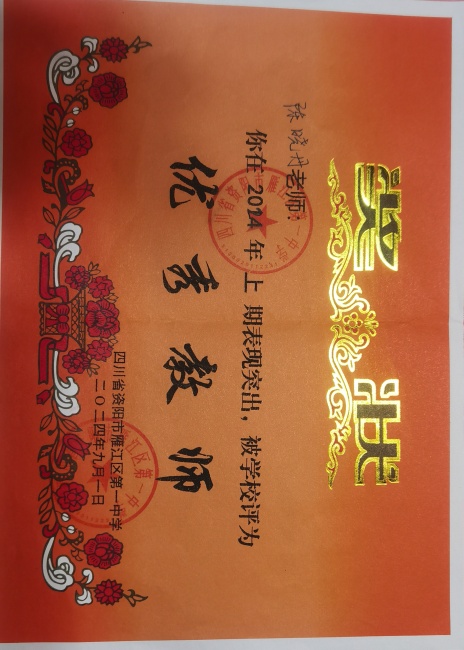 奖状
陈晓丹老师:
你在2024年 上 期表现突出,被学校评为
优秀教师
四川省资阳市雁江区第一中学
二〇二四年九月一日